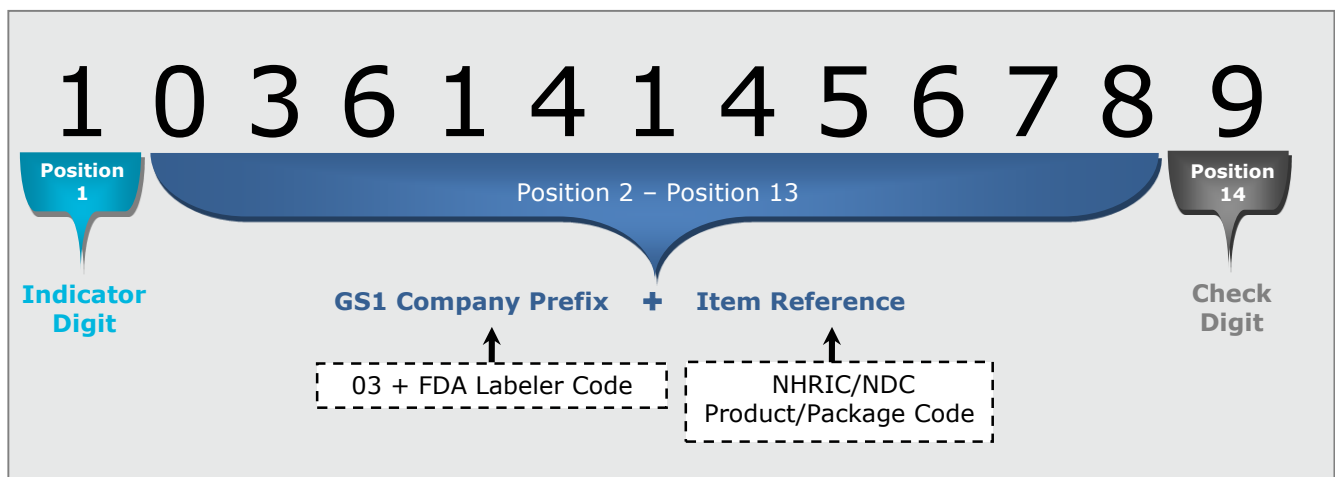 1 0 3 6 1 4 1 4 5 6 7 8 9
Position
1
Position 2 – Position 13
Position
14
Indicator
Digit
GS1 Company Prefix + Item Reference
Check
Digit
03 + FDA Labeler Code
NHRIC/NDC
Product/Package Code